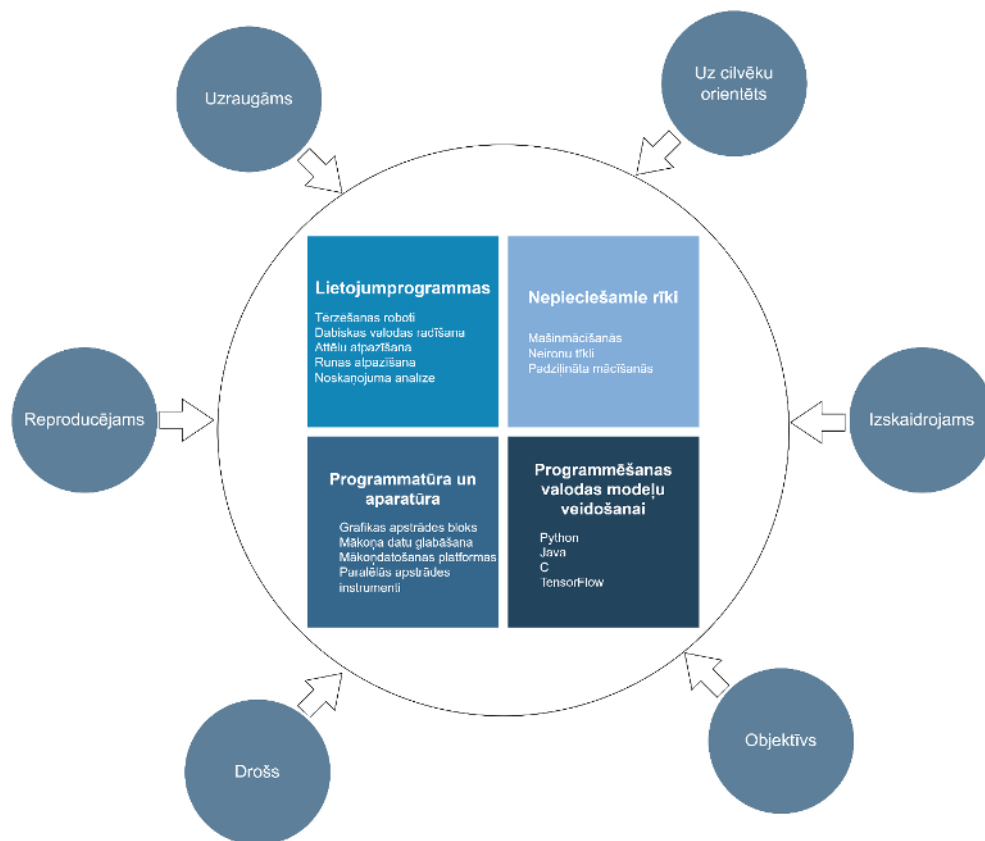 Uzraugāms
Uz cilvēku
orientēts
Lietojumprogrammas
Tērzēšanas roboti
Dabiskas valodas radīšana
Attēlu atpazīšana
Runas atpazīšana
Noskaņojuma analīze
Nepieciešamie rīki
Mašīnmācīšanās
Neironu tīkli
Padziļināta mācīšanās
Reproducējams
Izskaidrojams
Programmatūra un
aparatūra
Grafikas apstrādes bloks
Mākoņa datu glabāšana
Mākoņdatošanas platformas
Paralēlās apstrādes
instrumenti
Programmēšanas
valodas modeļu
veidošanai
Python
Java
C
TensorFlow
Drošs
Objektīvs